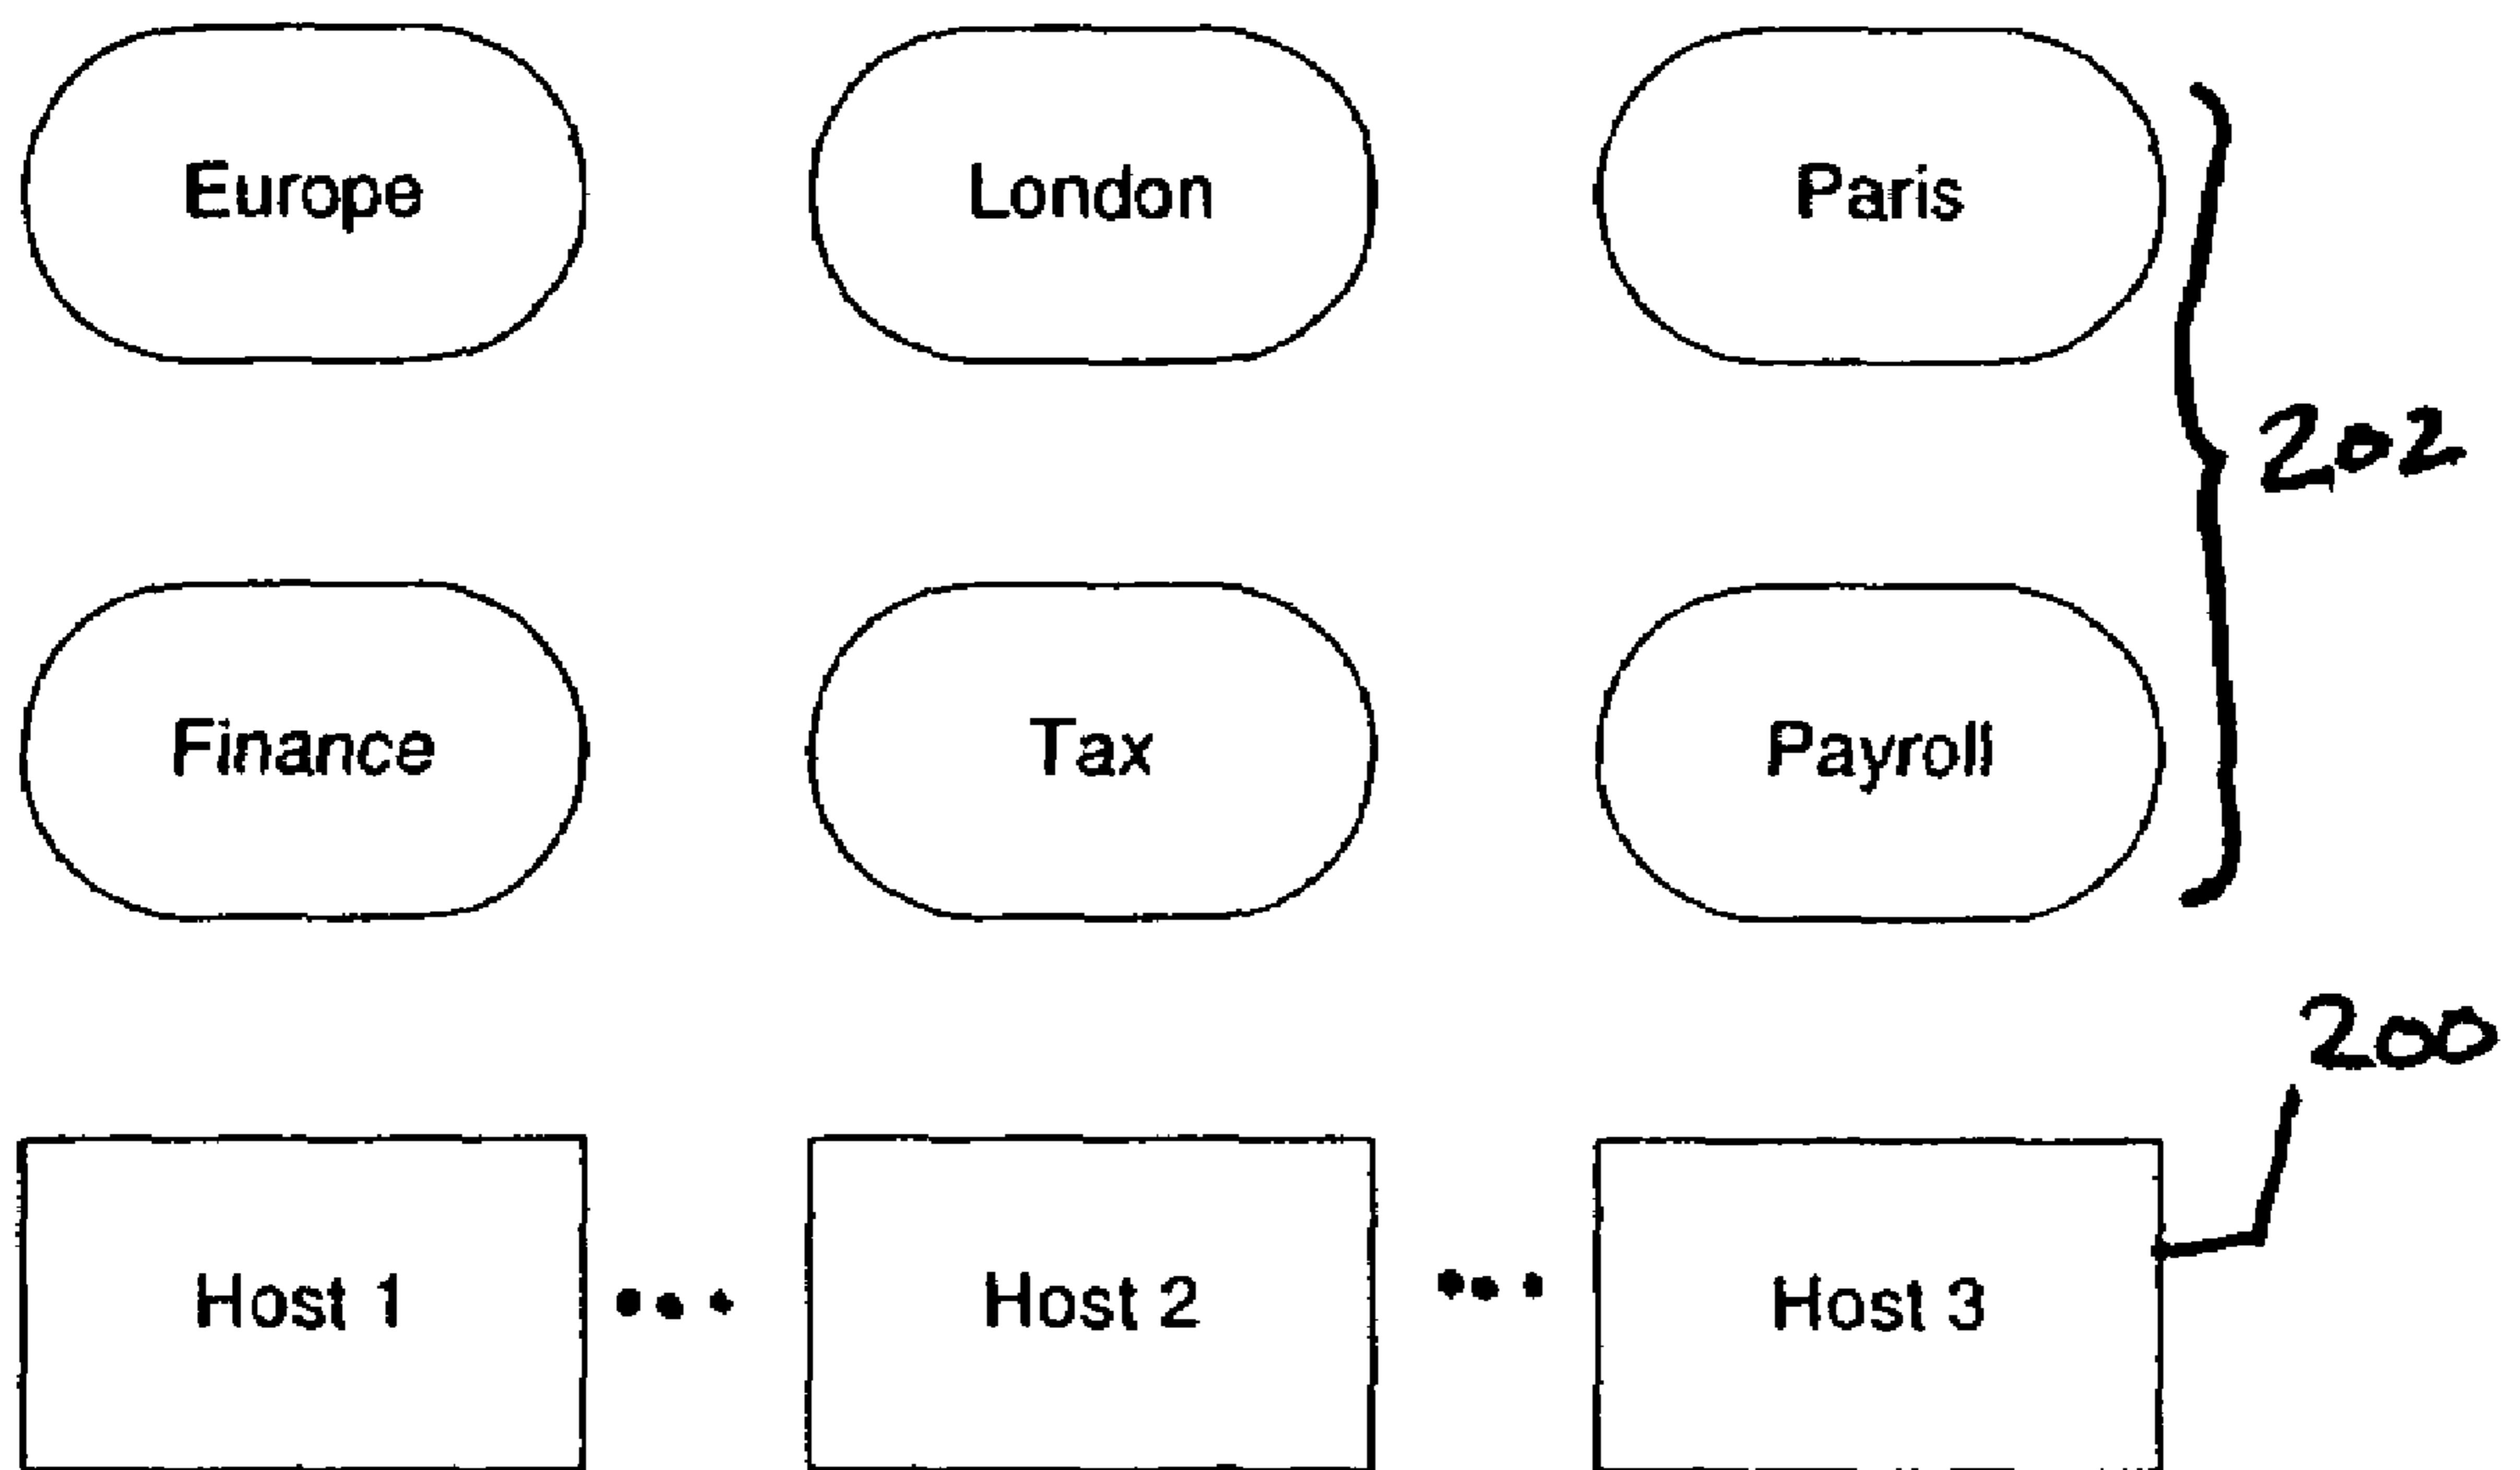 Europe London Paris
202
Finance Tax Payroll
200
Host 1 ••• Host 2 ••• Host 3